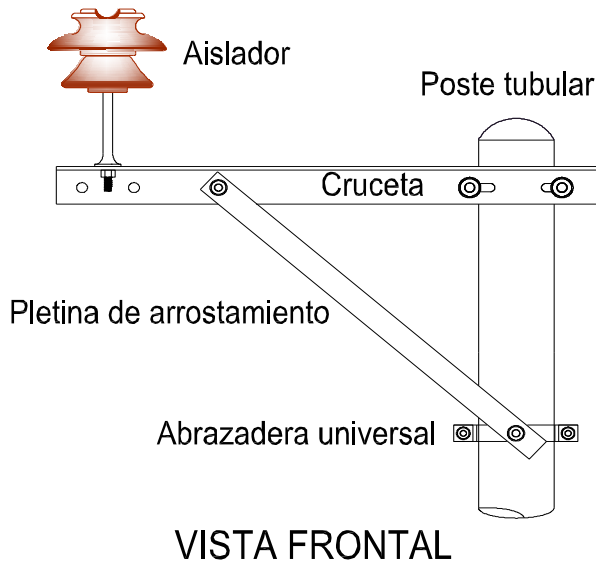 Aislador
Poste tubular
Cruceta
Pletina de arrostamiento
Abrazadera universal
VISTA FRONTAL